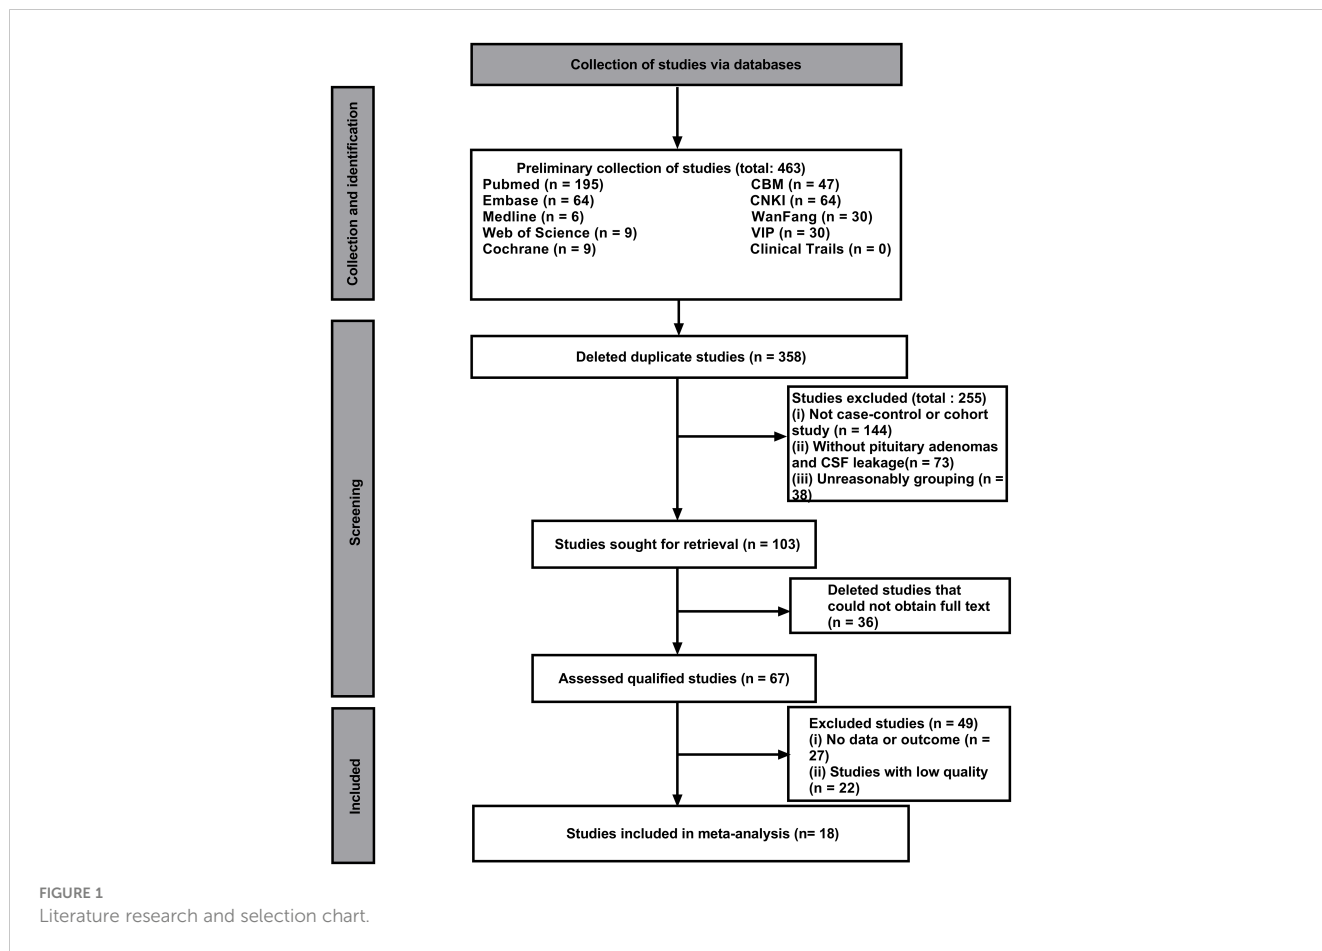 Collection of studies via databases
Collection and identification
Preliminary collection of studies (total: 463)
Pubmed (n = 195)
Embase (n = 64)
Medline (n = 6)
Web of Science (n = 9)
Cochrane (n = 9)
CBM (n = 47)
CNKI (n = 64)
WanFang (n = 30)
VIP (n = 30)
Clinical Trails (n = 0)
Screening
Deleted duplicate studies (n = 358)
Studies excluded (total : 255)
(i) Not case-control or cohort
study (n = 144)
(ii) Without pituitary adenomas
and CSF leakage(n = 73)
(iii) Unreasonably grouping (n =
38)
Studies sought for retrieval (n = 103)
Deleted studies that
could not obtain full text
(n = 36)
Assessed qualified studies (n = 67)
Included
Excluded studies (n = 49)
(i) No data or outcome (n =
27)
(ii) Studies with low quality
(n = 22)
Studies included in meta-analysis (n= 18)
FIGURE 1
Literature research and selection chart.